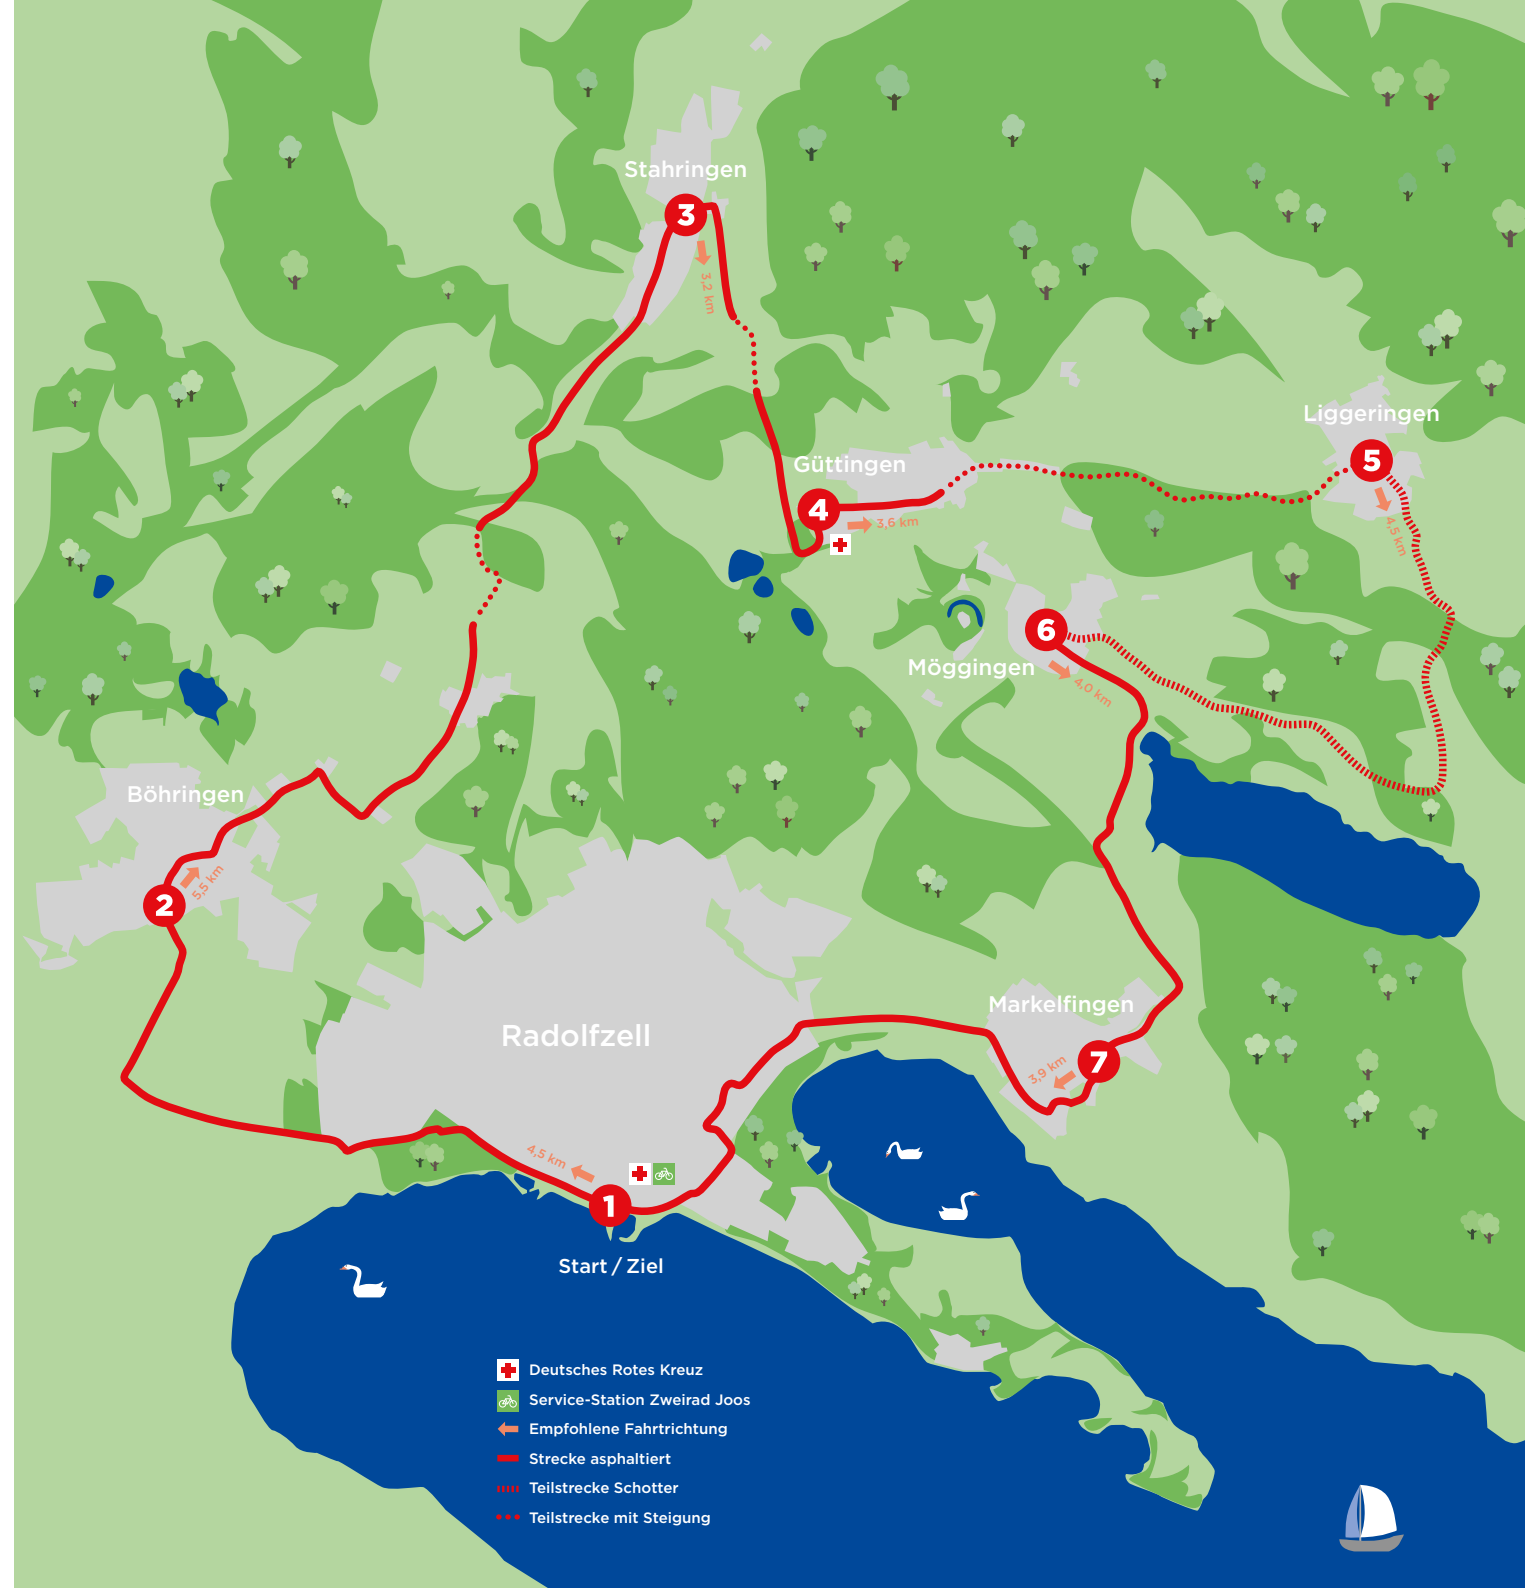 Stahringen
3
3,2 km
Liggeringen
5
4,5 km
Güttingen
4
3,6 km
6
Möggingen
4,0 km
Böhringen
2
5,5 km
Markelfingen
7
3,9 km
Radolfzell
4,5 km
1
Start / Ziel
Deutsches Rotes Kreuz
Service-Station Zweirad Joos
Empfohlene Fahrtrichtung
Strecke asphaltiert
Teilstrecke Schotter
Teilstrecke mit Steigung